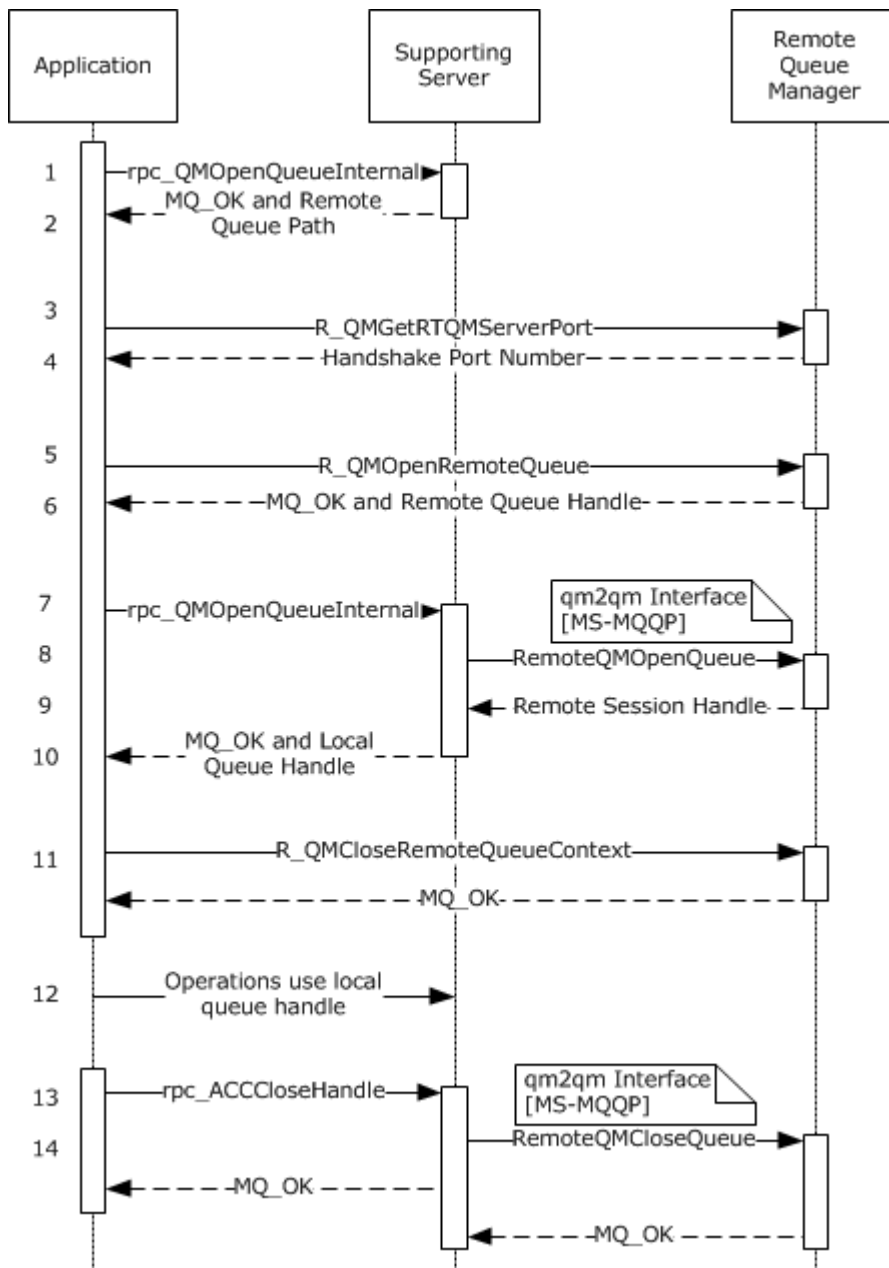 Application
Supporting
Server
Remote
Queue
Manager
1
rpc_QMOpenQueueInternal
MQ_OK and Remote
Queue Path
2
3
R_QMGetRTQMServerPort
4
Handshake Port Number
5
R_QMOpenRemoteQueue
6
MQ_OK and Remote Queue Handle
7
rpc_QMOpenQueueInternal
qm2qm Interface
[MS-MQQP]
8
RemoteQMOpenQueue
9
Remote Session Handle
10
MQ_OK and Local
Queue Handle
11
R_QMCloseRemoteQueueContext
MQ_OK
12
Operations use local
queue handle
13
rpc_ACCCloseHandle
qm2qm Interface
[MS-MQQP]
14
RemoteQMCloseQueue
MQ_OK
MQ_OK